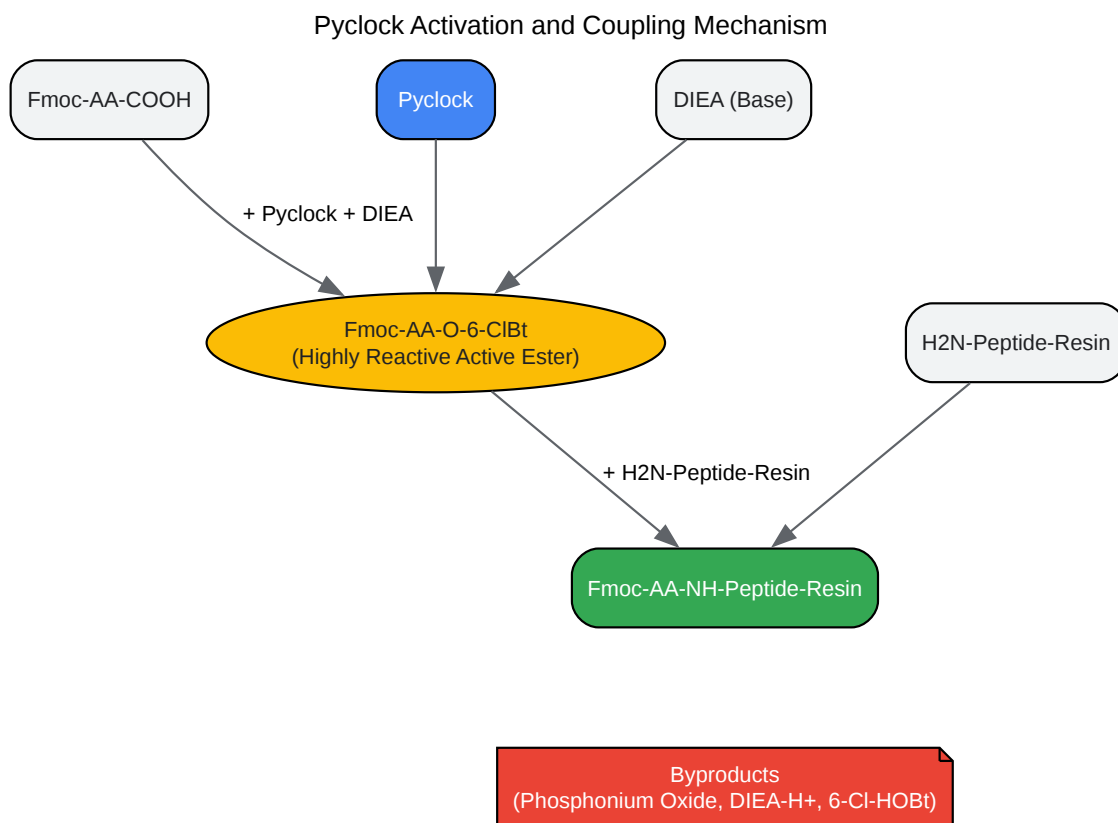 Pyclock Activation and Coupling Mechanism
Fmoc-AA-COOH
Pyclock
DIEA (Base)
+ Pyclock + DIEA
Fmoc-AA-O-6-ClBt
(Highly Reactive Active Ester)
H2N-Peptide-Resin
+ H2N-Peptide-Resin
Fmoc-AA-NH-Peptide-Resin
Byproducts
(Phosphonium Oxide, DIEA-H+, 6-Cl-HOBt)